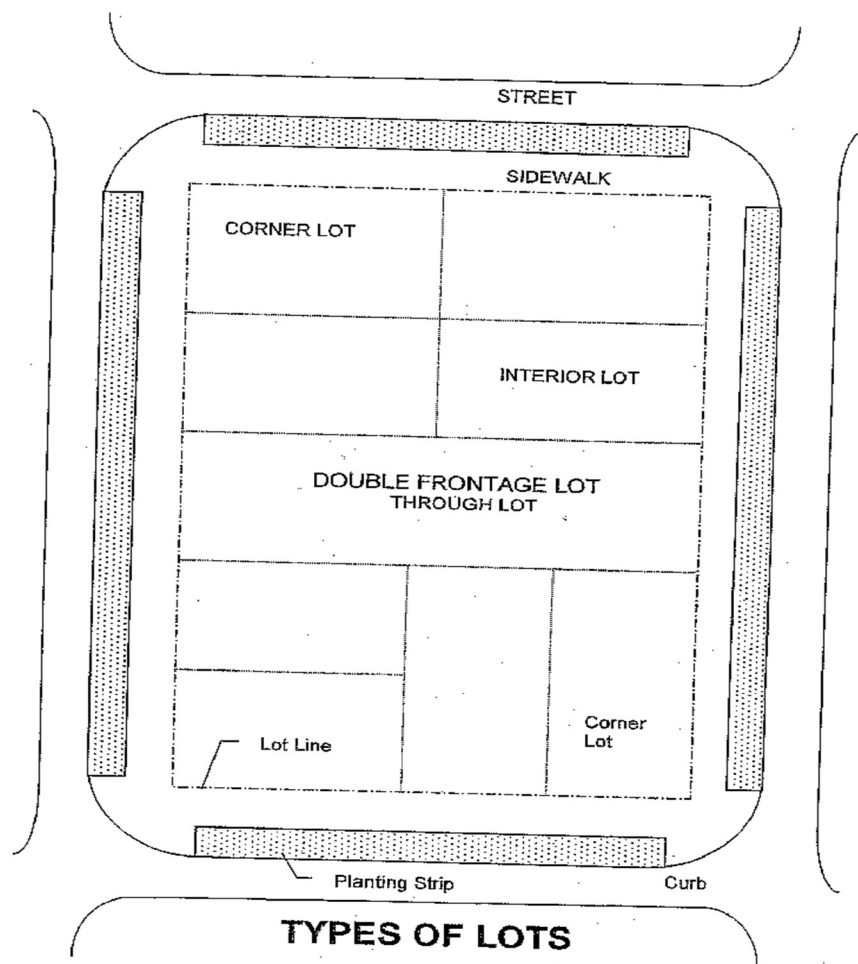 STREET
SIDEWALK
CORNER LOT
INTERIOR LOT
DOUBLE FRONTAGE LOT
THROUGH LOT
Corner
Lot
Lot Line
Planting Strip
Curb
TYPES OF LOTS